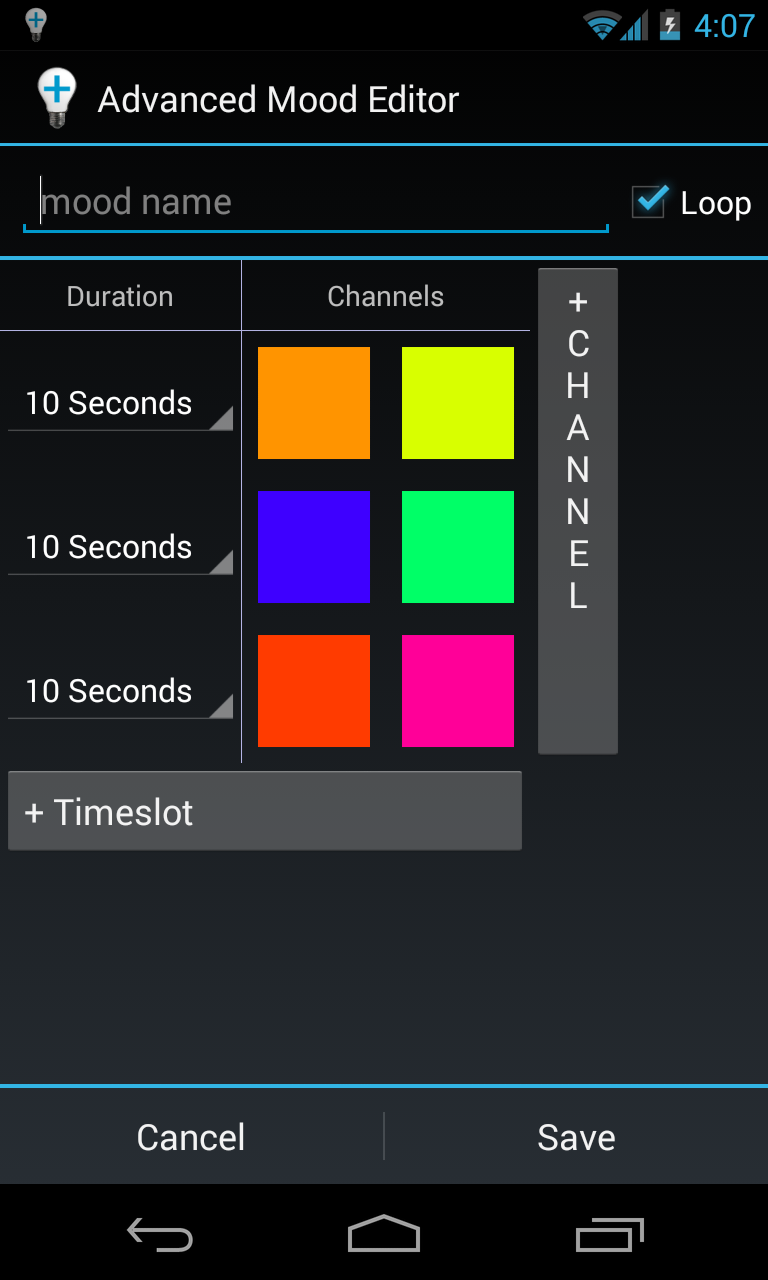 4:07
Advanced Mood Editor
mood name
Loop
Duration
Channels
+
C
H
A
N
N
E
L
10 Seconds
10 Seconds
10 Seconds
+ Timeslot
Cancel
Save